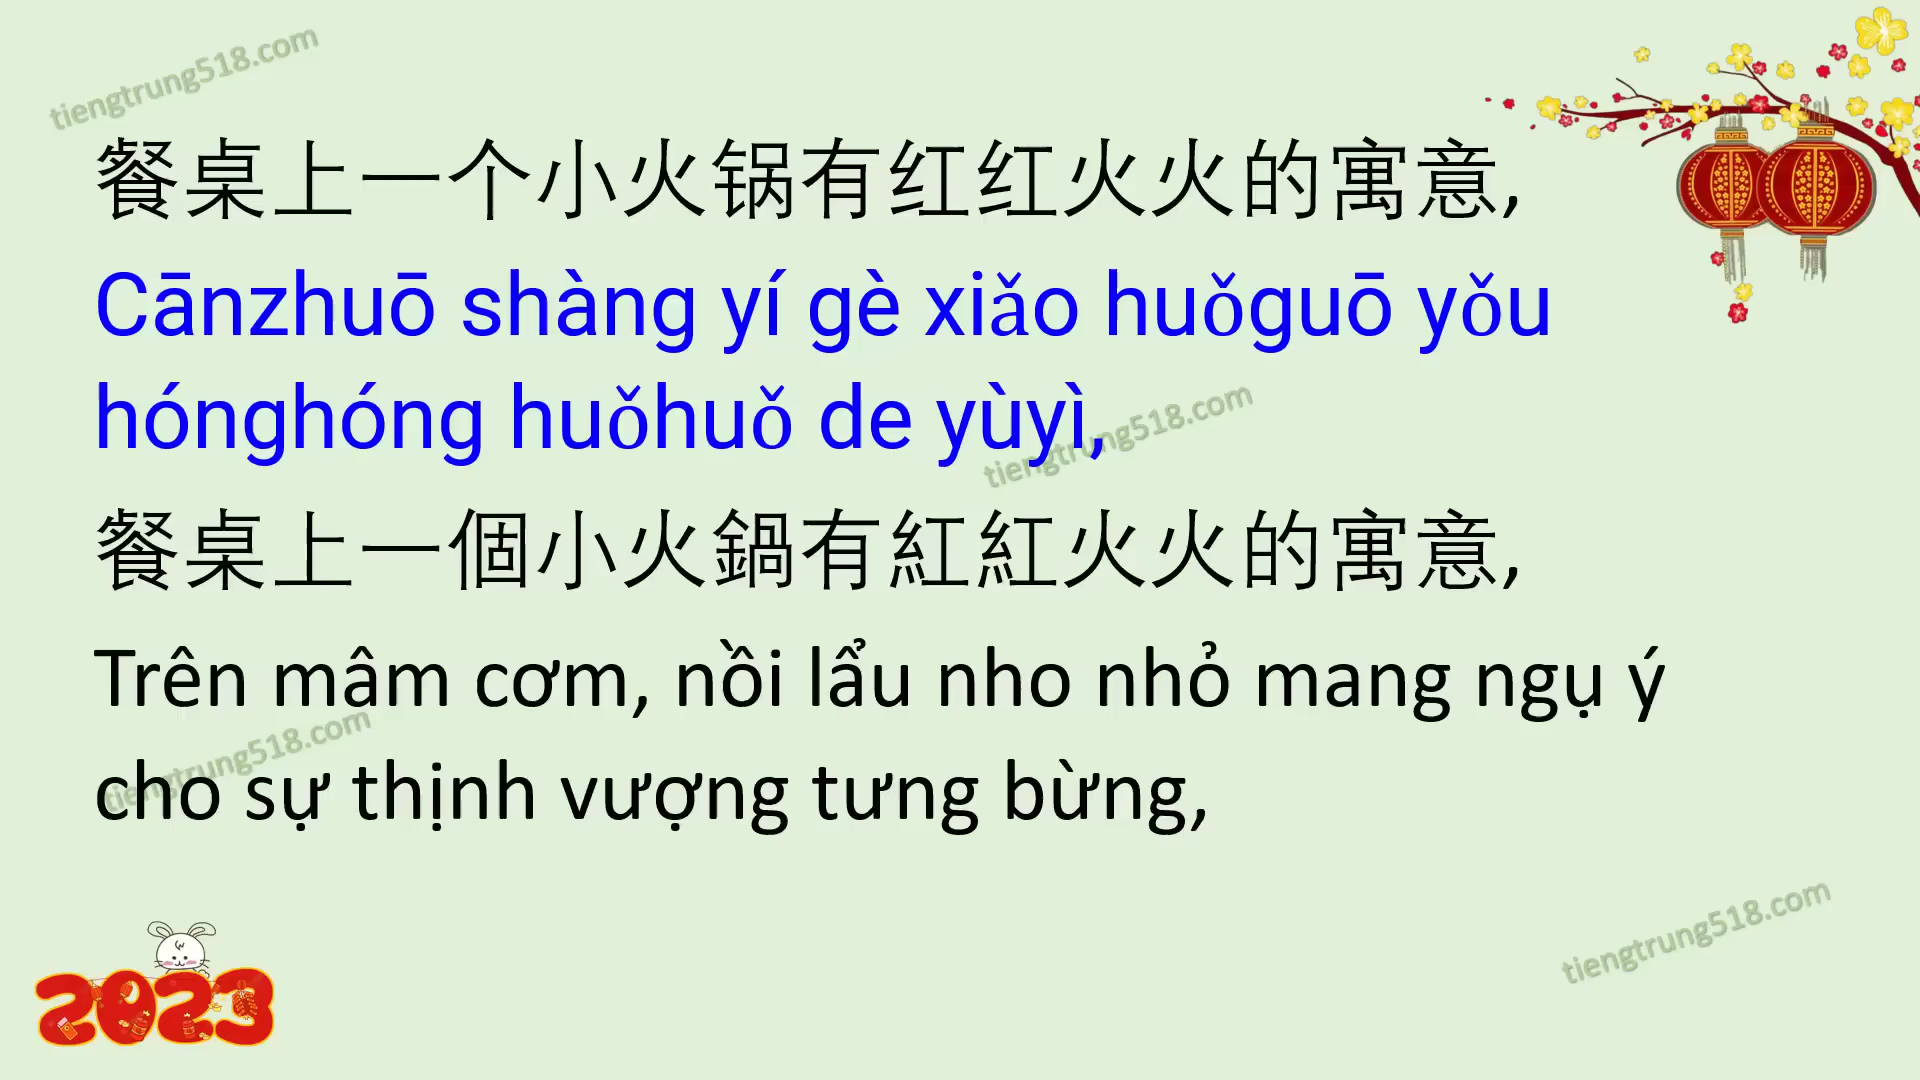 tiengtrung518.com
餐桌上一个小火锅有红红火火的寓意,
Cānzhuō shàng yí gè xiǎo huǒguō yǒu
hónghóng huǒhuǒ de yùyì,
tiengtrung518.com
餐桌上一個小火鍋有紅紅火火的寓意,
Trên mâm cơm, nồi lẩu nho nhỏ mang ngụ ý
tiengtrung518.com
cho sự thịnh vượng tưng bừng,
tiengtrung518.com
2023